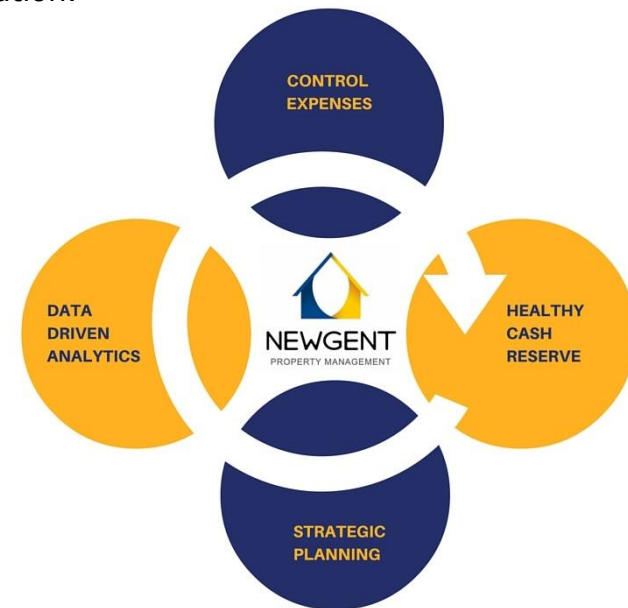 CONTROL
EXPENSES
DATA
DRIVEN
ANALYTICS
NEWGENT
PROPERTY MANAGEMENT
HEALTHY
CASH
RESERVE
STRATEGIC
PLANNING